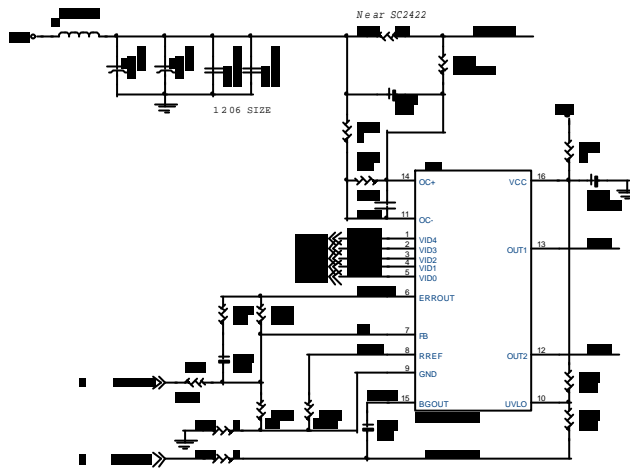 Near SC2422
1206 SIZE
14 OC+
VCC 16
11 OC-
1 VID4
2 VID3
3 VID2
4 VID1
5 VID0
OUT1 13
6 ERROUT
7 FB
8 RREF
OUT2 12
9 GND
15 BGOUT
UVLO 10